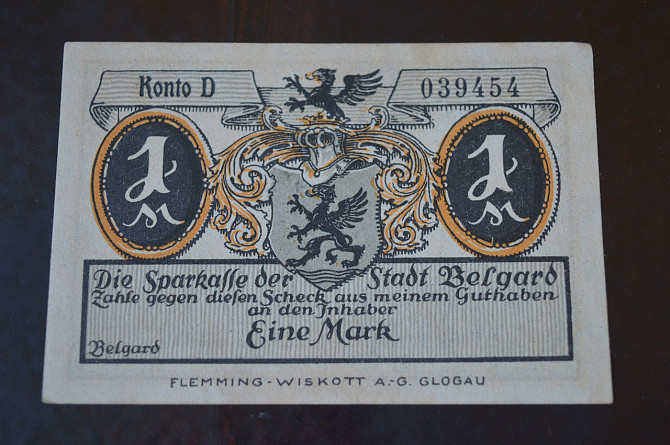 Konto D
039454
1
M
1
M
Die Sparkasse der Stadt Belgard
Zahle gegen diesen Scheck aus meinem Guthaben
an den Inhaber
Eine Mark
Belgard
FLEMMING-WISKOTT A.-G. GLOGAU